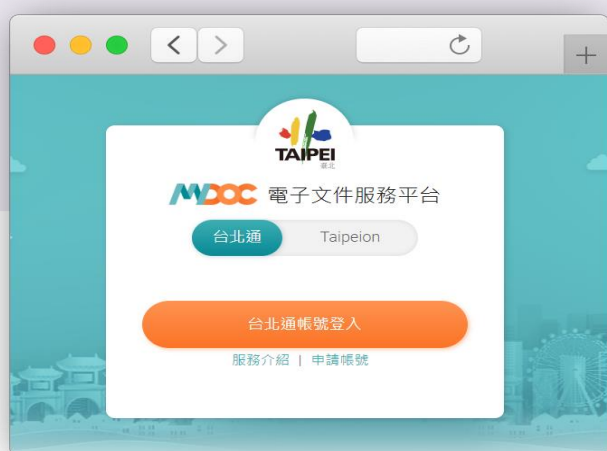 TAIPEI
臺北
MYDOC 電子文件服務平台
台北通 Taipeion
台北通帳號登入
服務介紹 | 申請帳號